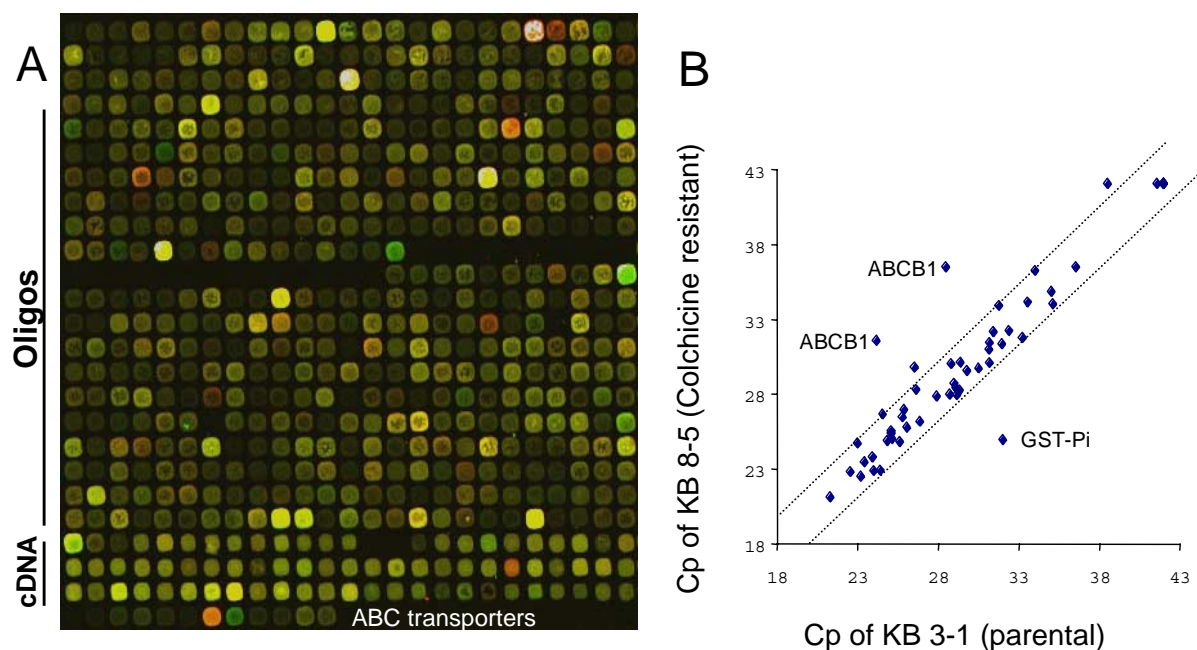 A
Oligos
cDNA
ABC transporters
B
Cp of KB 8-5 (Colchicine resistant)
43
38
33
28
23
18
ABCB1
ABCB1
GST-Pi
18 23 28 33 38 43
Cp of KB 3-1 (parental)